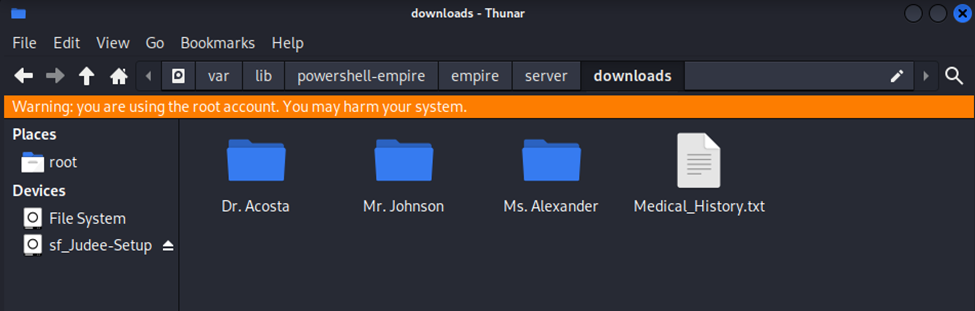 downloads - Thunar
File Edit View Go Bookmarks Help
var lib powershell-empire empire server downloads
Warning: you are using the root account. You may harm your system.
Places
root
Devices
File System
sf_Judee-Setup
Dr. Acosta Mr. Johnson Ms. Alexander Medical_History.txt